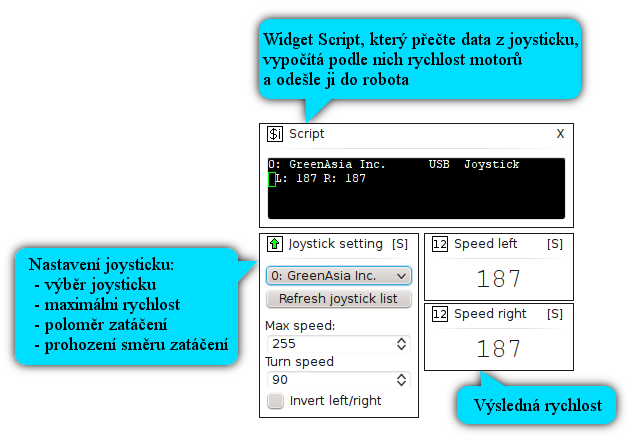 Widget Script, který přečte data z joysticku,
vypočítá podle nich rychlost motorů
a odešle ji do robota
$i Script X
0: GreenAsia Inc. USB Joystick
L: 187 R: 187
Nastavení joysticku:
- výběr joysticku
- maximálni rychlost
- poloměr zatáčení
- prohození směru zatáčení
Joystick setting [S]
0: GreenAsia Inc.
Refresh joystick list
Max speed:
255
Turn speed
90
Invert left/right
12 Speed left [S]
187
12 Speed right [S]
187
Výsledná rychlost